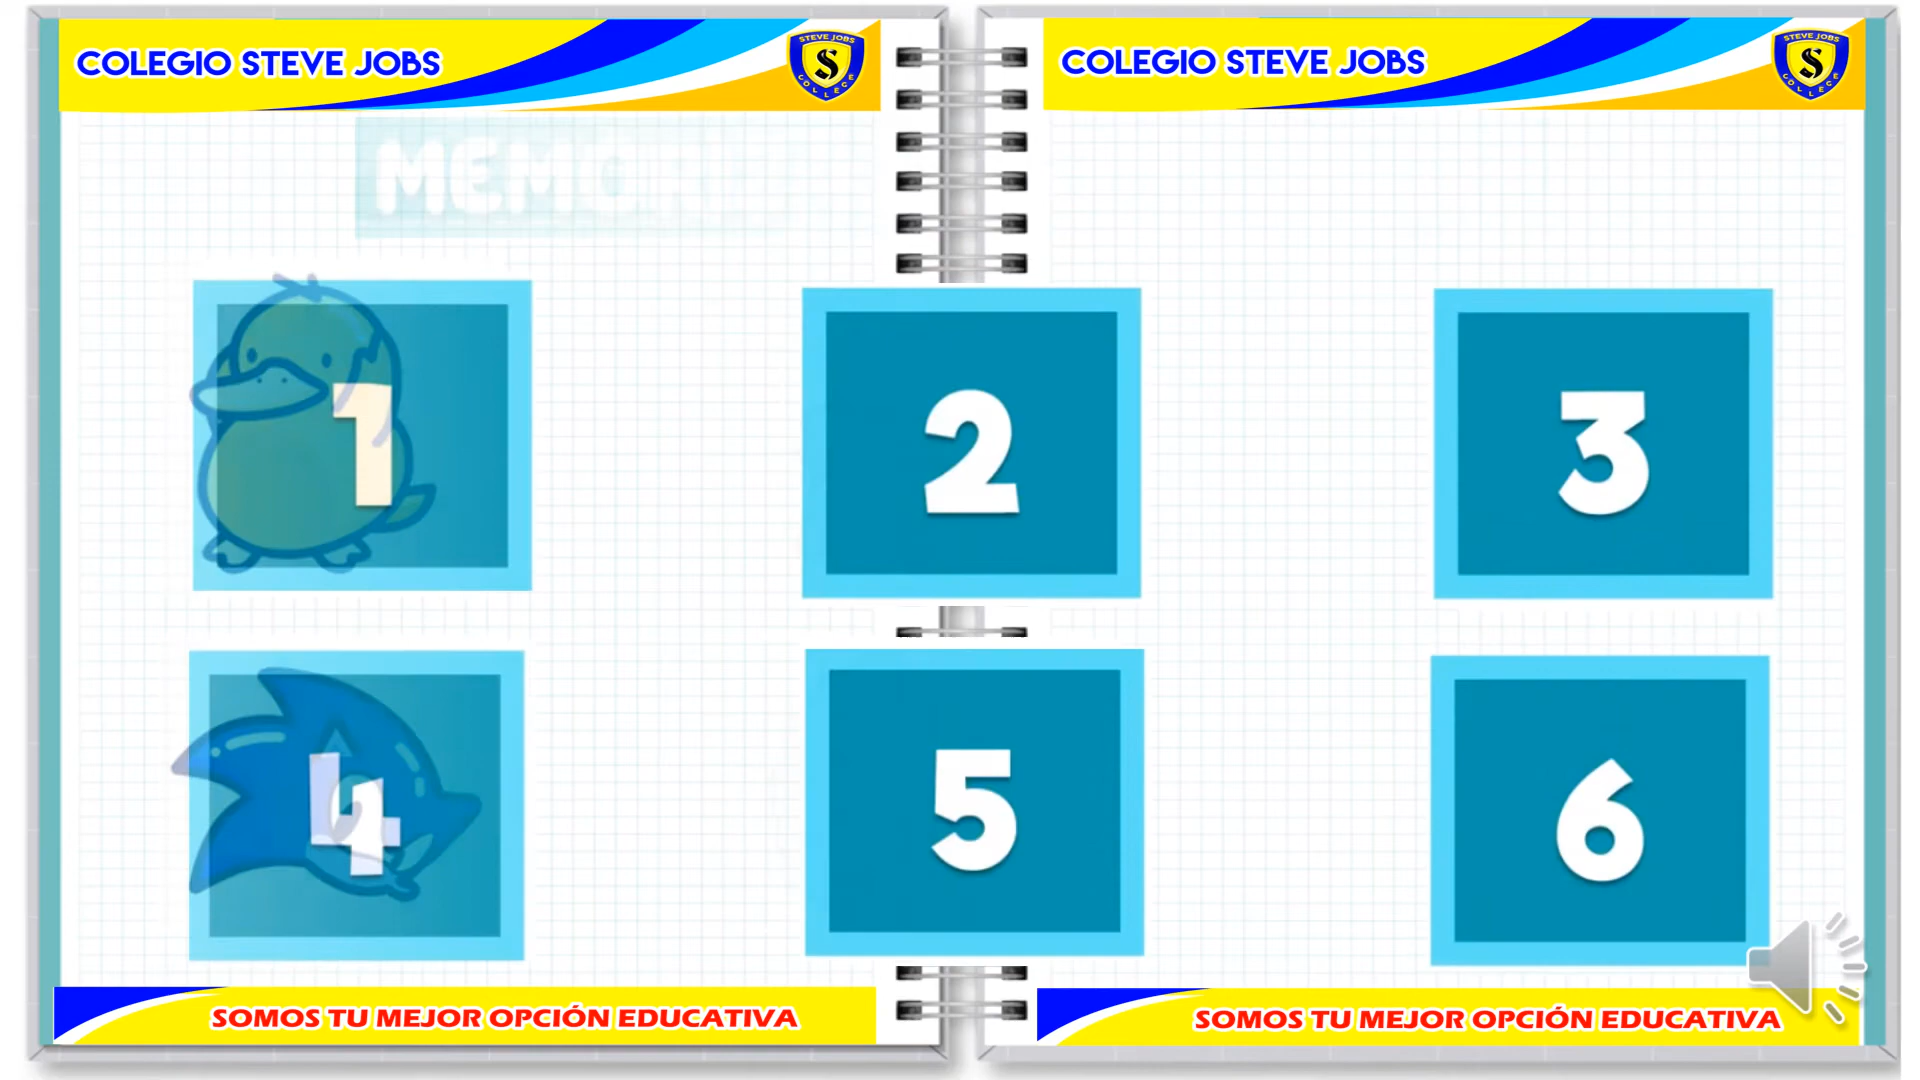 COLEGIO STEVE JOBS
STEVE JOBS
S
COLLEGE
COLEGIO STEVE JOBS
STEVE JOBS
S
COLLEGE
1
2
3
4
5
6
SOMOS TU MEJOR OPCIÓN EDUCATIVA
SOMOS TU MEJOR OPCIÓN EDUCATIVA